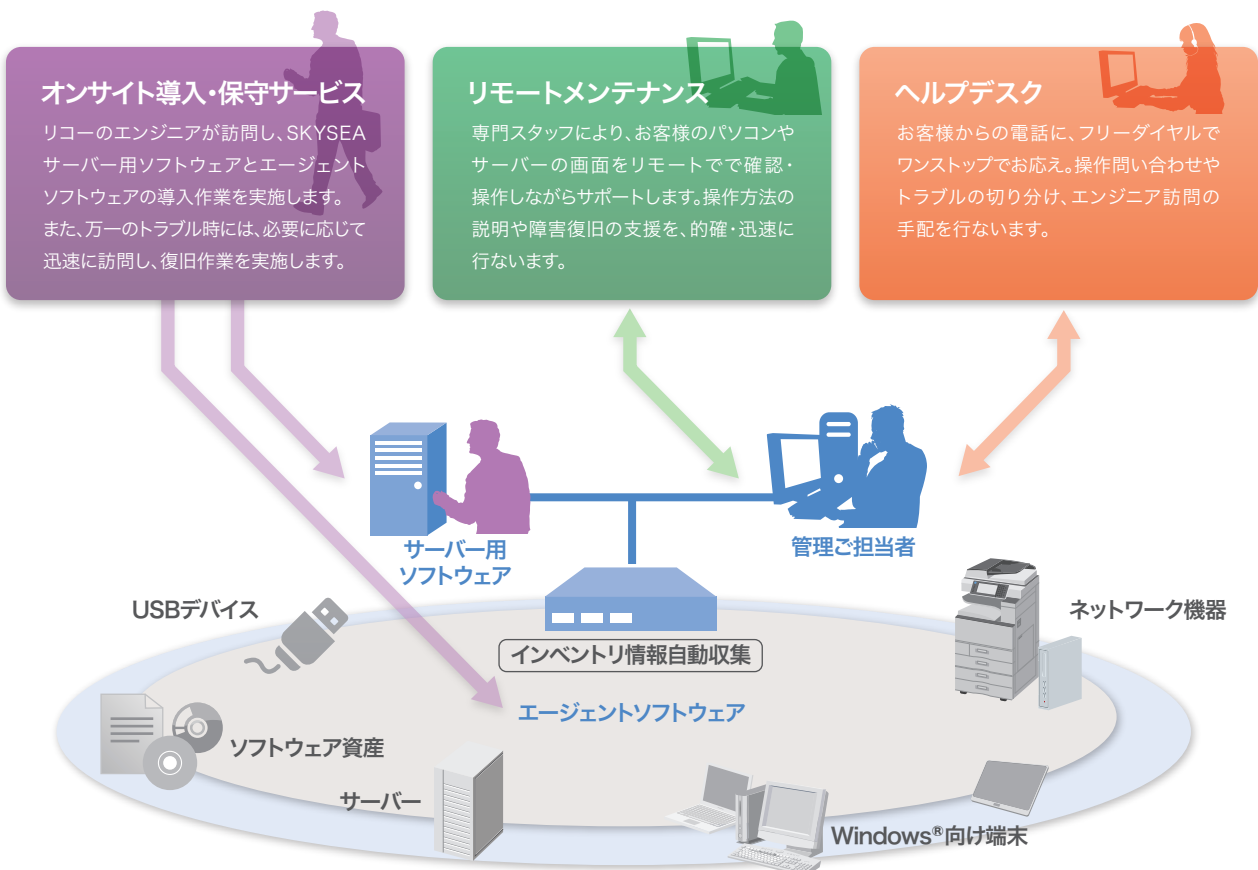 オンサイト導入・保守サービス
リコーのエンジニアが訪問し、SKYSEA
サーバー用ソフトウェアとエージェント
ソフトウェアの導入作業を実施します。
また、万一のトラブル時には、必要に応じて
迅速に訪問し、復旧作業を実施します。
リモートメンテナンス
専門スタッフにより、お客様のパソコンや
サーバーの画面をリモートでで確認・
操作しながらサポートします。操作方法の
説明や障害復旧の支援を、的確・迅速に
行ないます。
ヘルプデスク
お客様からの電話に、フリーダイヤルで
ワンストップでお応え。操作問い合わせや
トラブルの切り分け、エンジニア訪問の
手配を行ないます。
サーバー用
ソフトウェア
管理ご担当者
USBデバイス
ネットワーク機器
インベントリ情報自動収集
エージェントソフトウェア
ソフトウェア資産
サーバー
Windows®向け端末